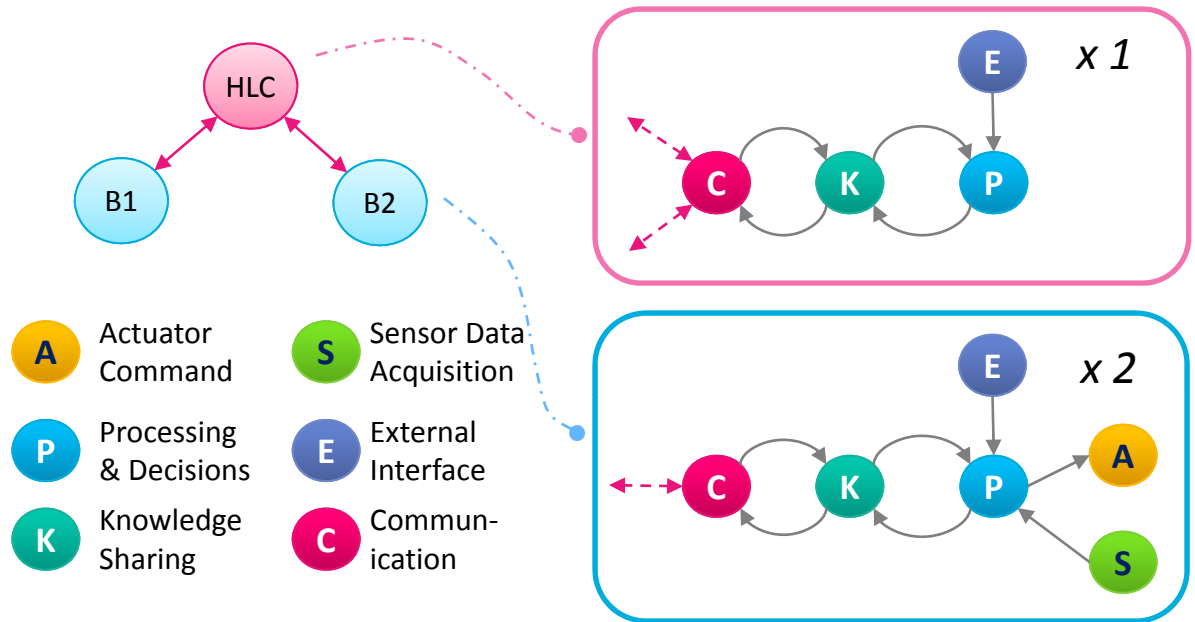 HLC
B1
B2
E
x 1
C
K
P
A
Actuator
Command
S
Sensor Data
Acquisition
P
Processing
& Decisions
E
External
Interface
K
Knowledge
Sharing
C
Commun-
ication
E
x 2
C
K
P
A
S